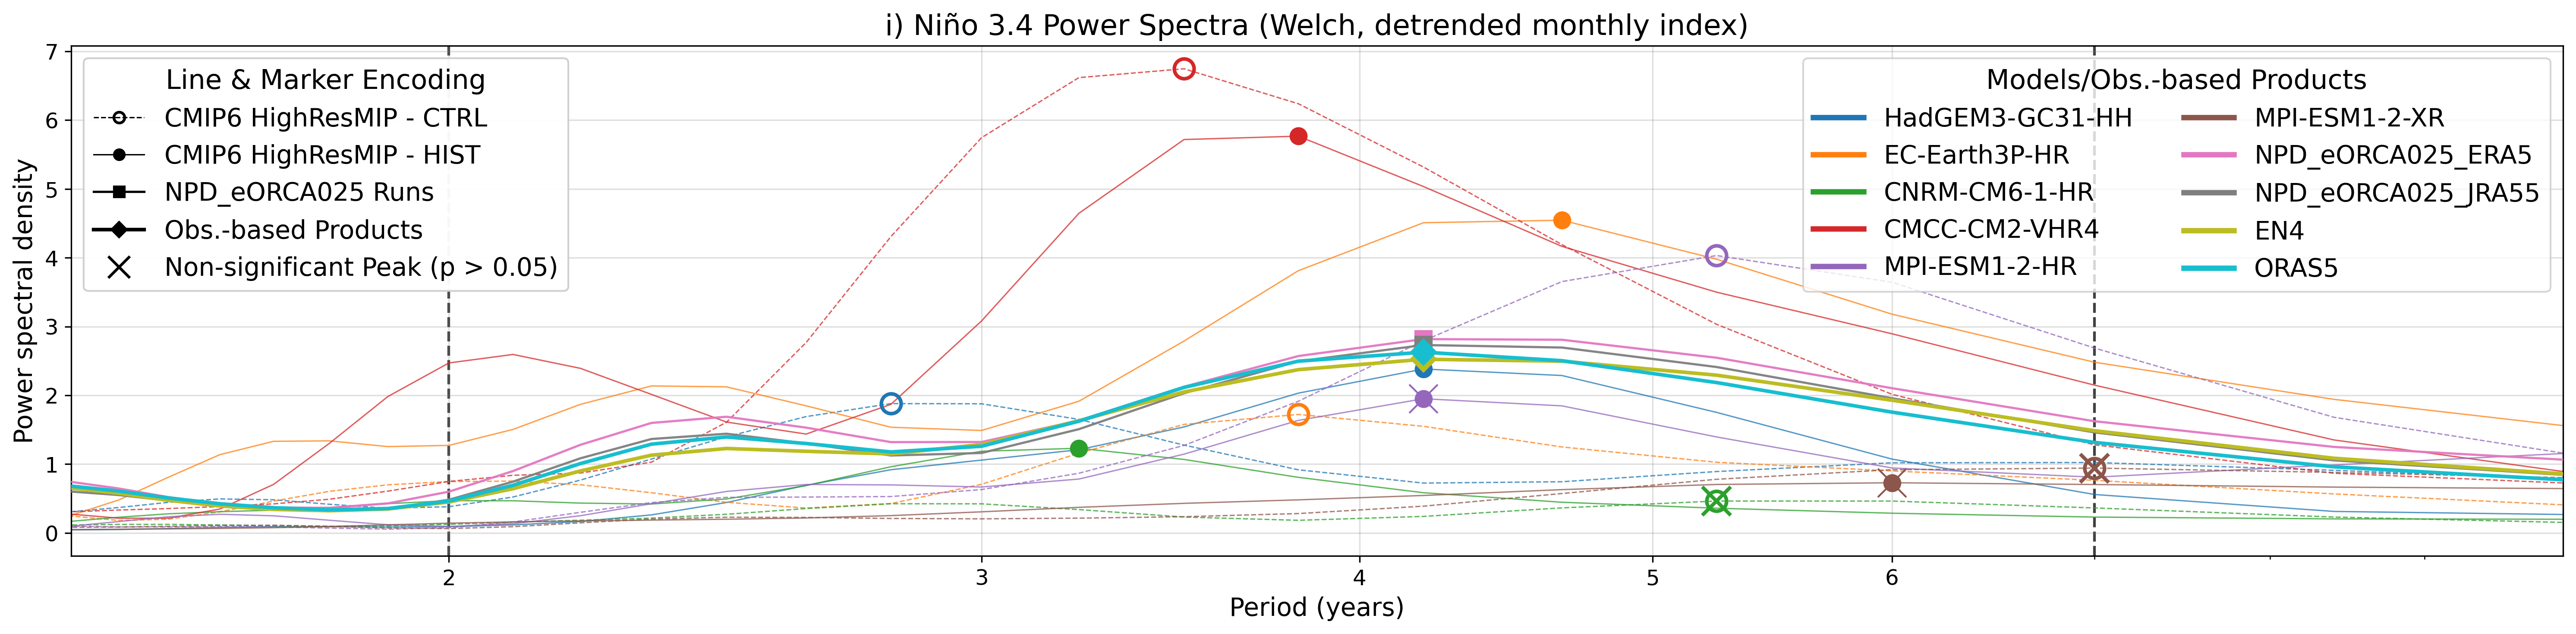 i) Niño 3.4 Power Spectra (Welch, detrended monthly index)
Power spectral density
7
6
5
4
3
2
1
0
Line & Marker Encoding
CMIP6 HighResMIP - CTRL
CMIP6 HighResMIP - HIST
NPD_eORCA025 Runs
Obs.-based Products
Non-significant Peak (p > 0.05)
Models/Obs.-based Products
HadGEM3-GC31-HH
EC-Earth3P-HR
CNRM-CM6-1-HR
CMCC-CM2-VHR4
MPI-ESM1-2-HR
MPI-ESM1-2-XR
NPD_eORCA025_ERA5
NPD_eORCA025_JRA55
EN4
ORAS5
2 3 4 5 6
Period (years)